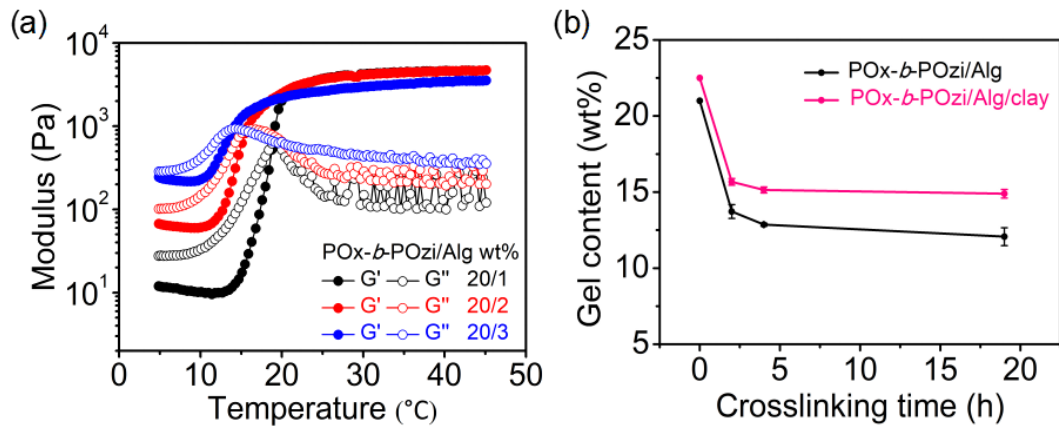 (a)
Modulus (Pa)
10⁴
10³
10²
10¹
0 10 20 30 40 50
Temperature (°C)
POx-b-POzi/Alg wt%
G' G'' 20/1
G' G'' 20/2
G' G'' 20/3
(b)
Gel content (wt%)
25
20
15
10
5
0 5 10 15 20
Crosslinking time (h)
POx-b-POzi/Alg
POx-b-POzi/Alg/clay